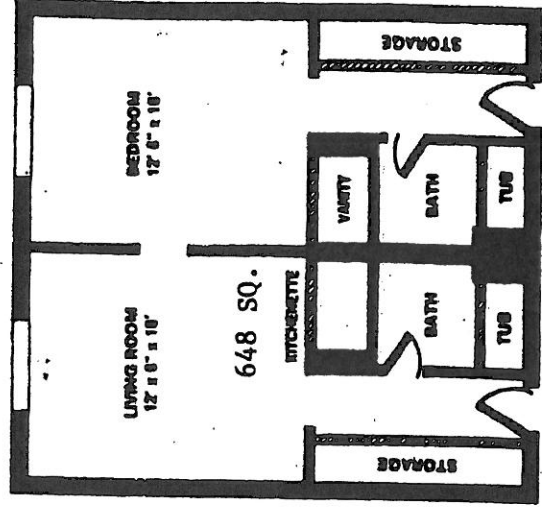 STORAGE
BEDROOM
12' 6" x 18'
VANITY
BATH
TUB
LIVING ROOM
12' x 6" x 18'
648 SQ.
KITCHENETTE
BATH
TUB
STORAGE